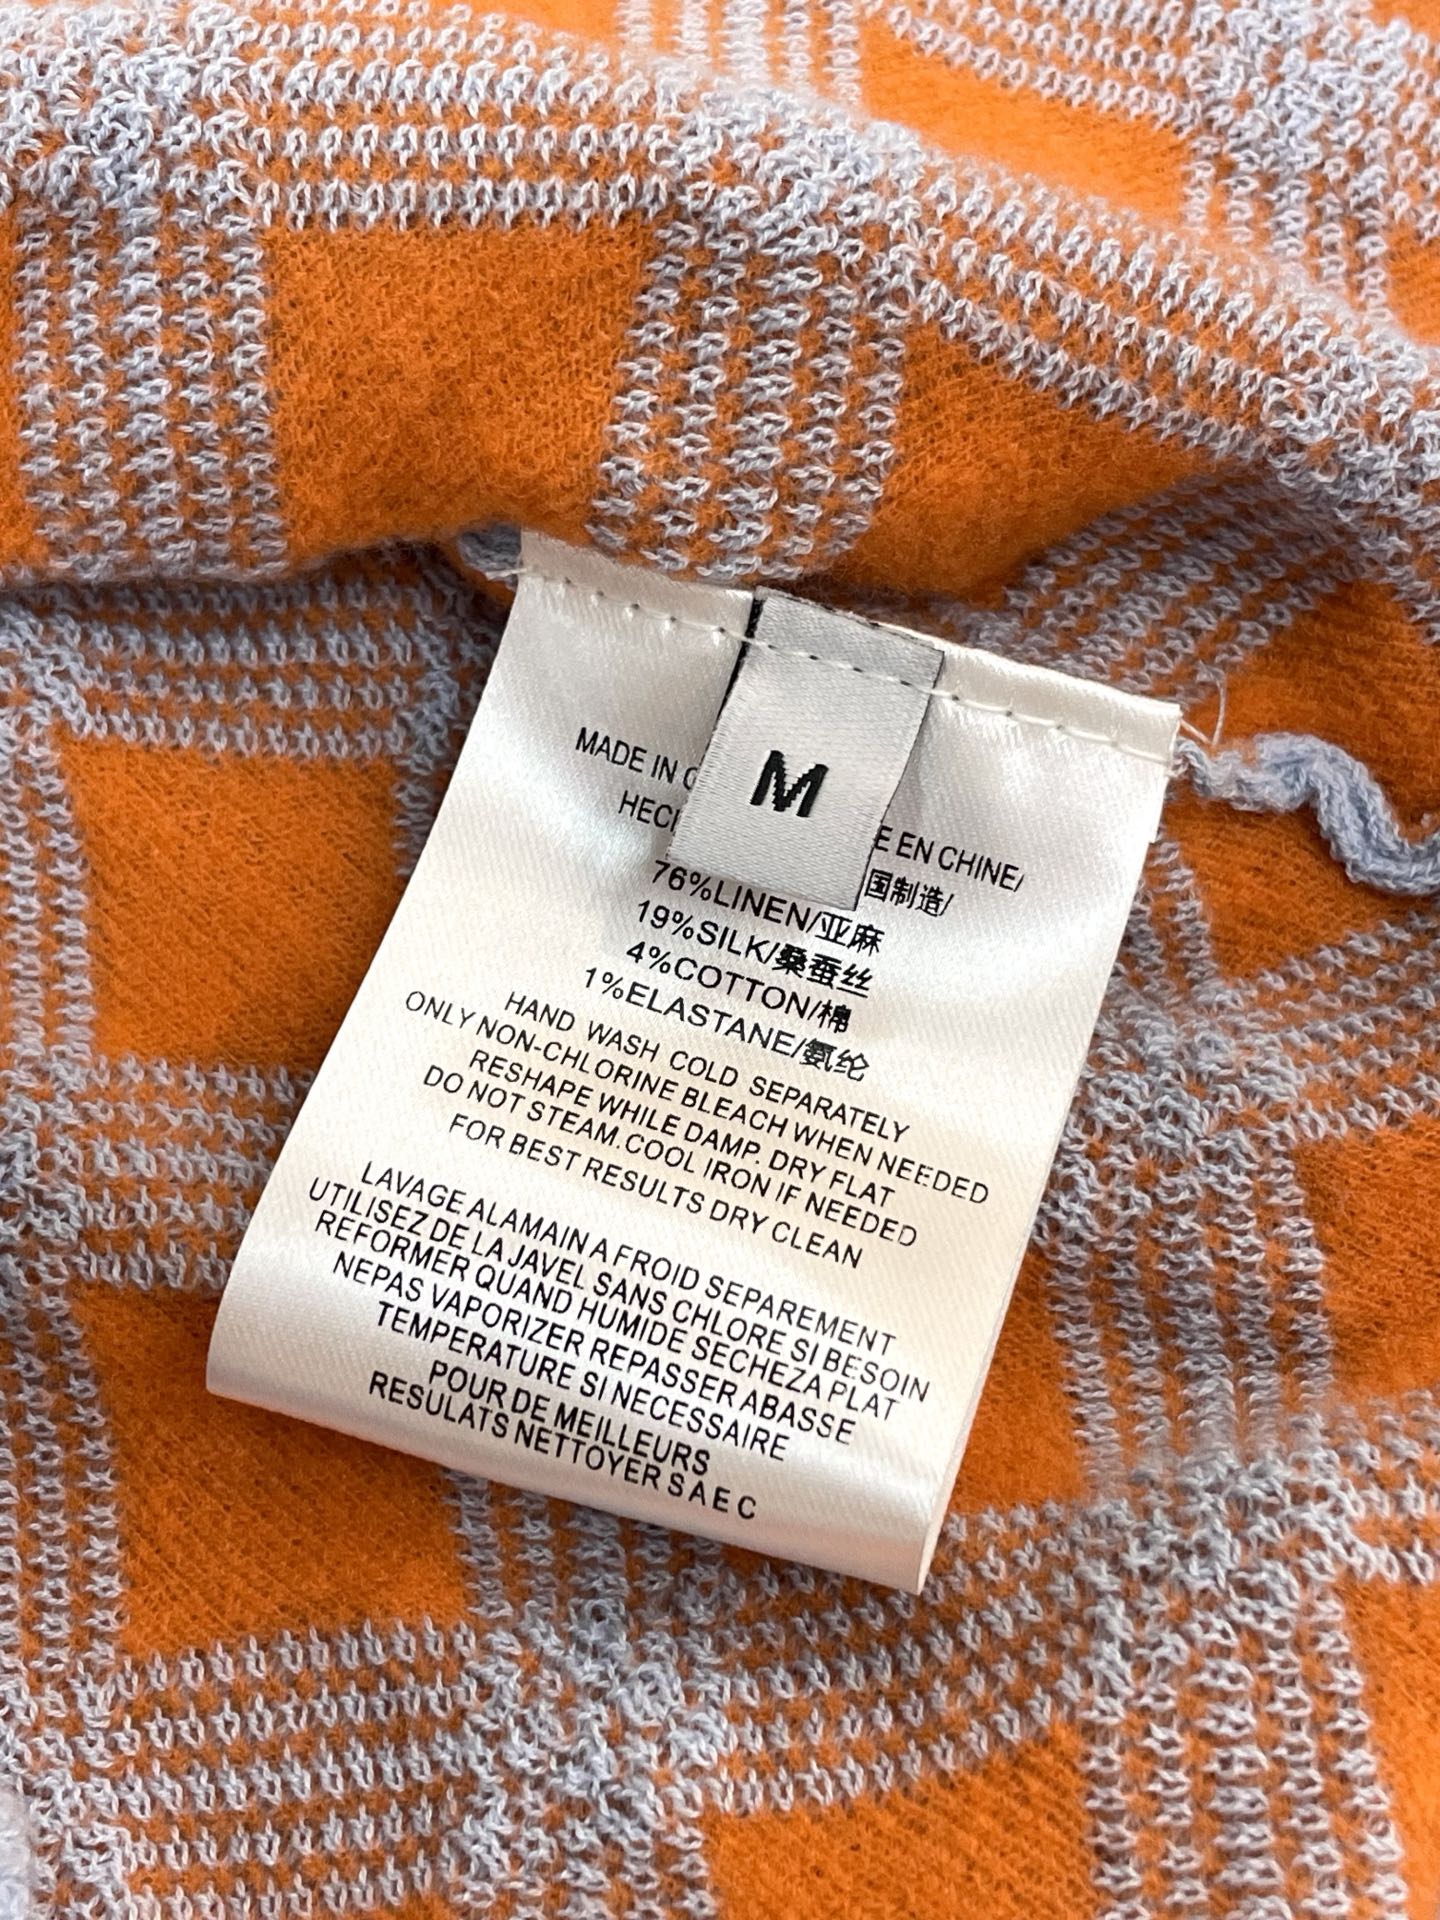 M
MADE IN
EN CHINE/
国制造/
76%LINEN/亚麻
19%SILK/桑蚕丝
4%COTTON/棉
1%ELASTANE/氨纶
HAND WASH COLD SEPARATELY
ONLY NON-CHLORINE BLEACH WHEN NEEDED
RESHAPE WHILE DAMP. DRY FLAT
DO NOT STEAM.COOL IRON IF NEEDED
FOR BEST RESULTS DRY CLEAN
LAVAGE ALAMAIN A FROID SEPAREMENT
UTILISEZ DE LA JAVEL SANS CHLORE SI BESOIN
REFORMER QUAND HUMIDE SECHEZA PLAT
NEPAS VAPORIZER REPASSER ABASSE
TEMPERATURE SI NECESSAIRE
POUR DE MEILLEURS
RESULATS NETTOYER S A E C